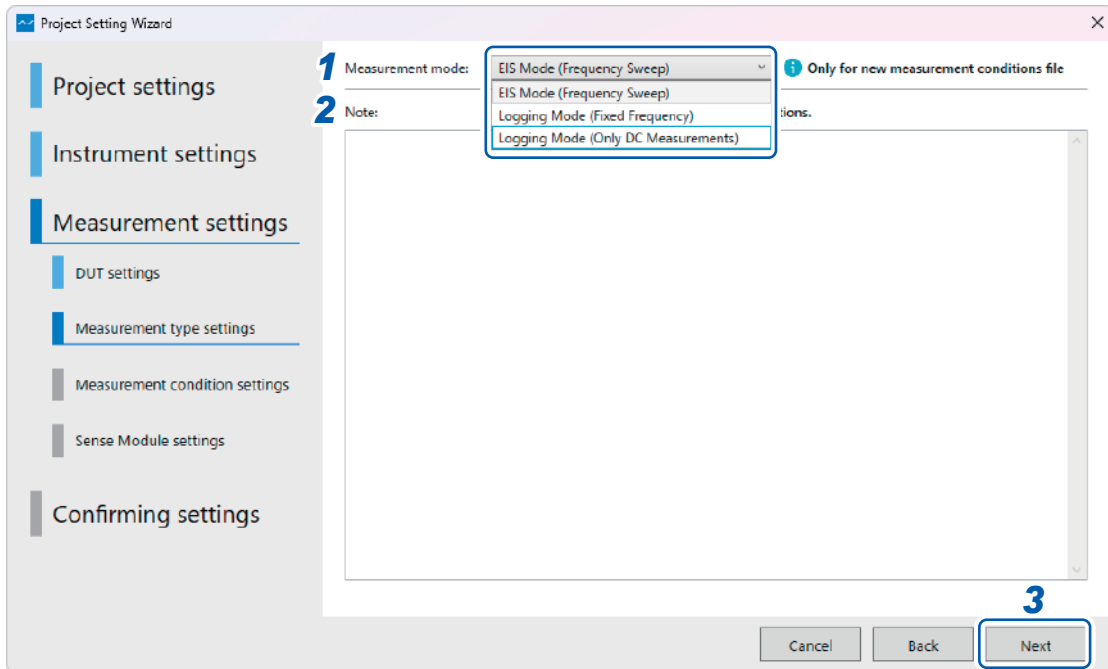 Project Setting Wizard
Project settings
Instrument settings
Measurement settings
DUT settings
Measurement type settings
Measurement condition settings
Sense Module settings
Confirming settings
1 Measurement mode: EIS Mode (Frequency Sweep) Only for new measurement conditions file
EIS Mode (Frequency Sweep)
Logging Mode (Fixed Frequency)
Logging Mode (Only DC Measurements)
2 Note: tions.
3
Cancel Back Next